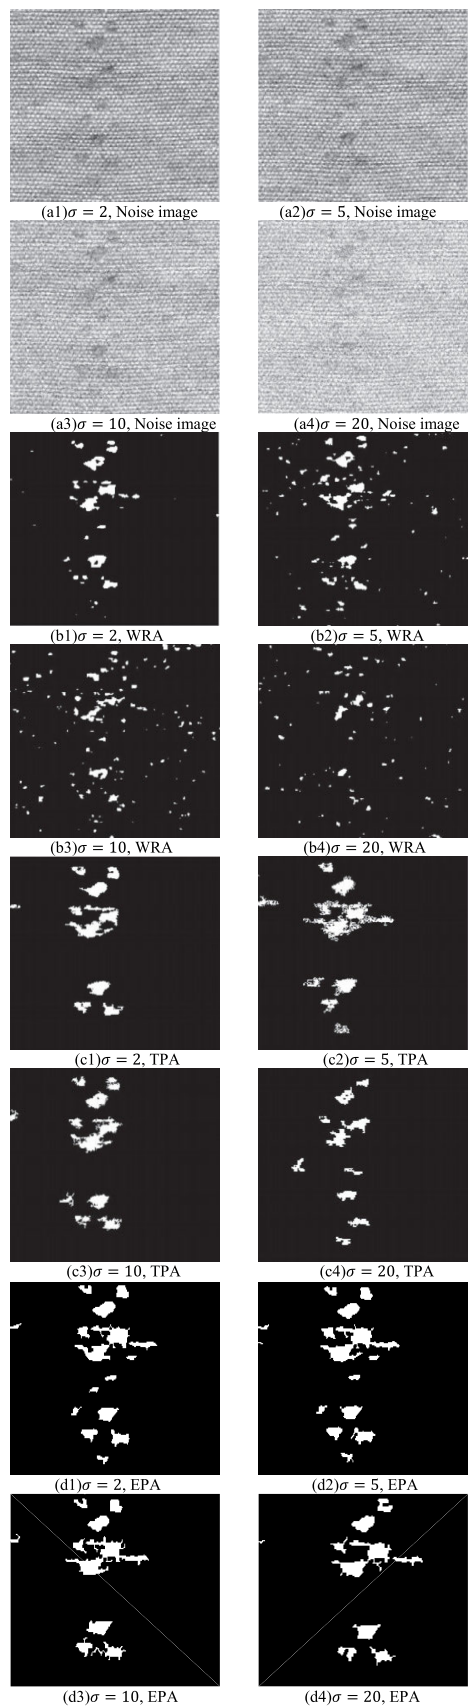 (a1)σ = 2, Noise image
(a2)σ = 5, Noise image
(a3)σ = 10, Noise image
(a4)σ = 20, Noise image
(b1)σ = 2, WRA
(b2)σ = 5, WRA
(b3)σ = 10, WRA
(b4)σ = 20, WRA
(c1)σ = 2, TPA
(c2)σ = 5, TPA
(c3)σ = 10, TPA
(c4)σ = 20, TPA
(d1)σ = 2, EPA
(d2)σ = 5, EPA
(d3)σ = 10, EPA
(d4)σ = 20, EPA